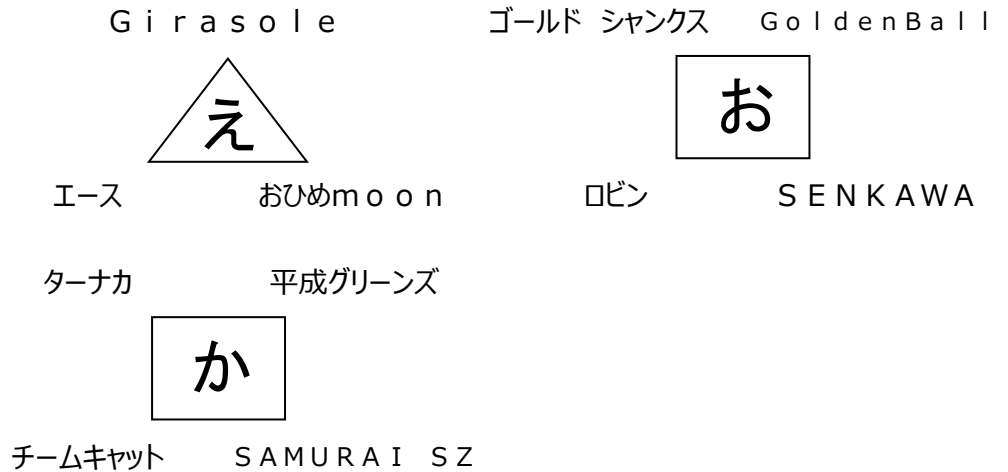 Ｇｉｒａｓｏｌｅ
え
エース　おひめｍｏｏｎ
ゴールド シャンクス　ＧｏｌｄｅｎＢａｌｌ
お
ロビン　ＳＥＮＫＡＷＡ
ターナカ　平成グリーンズ
か
チームキャット　ＳＡＭＵＲＡＩ　ＳＺ